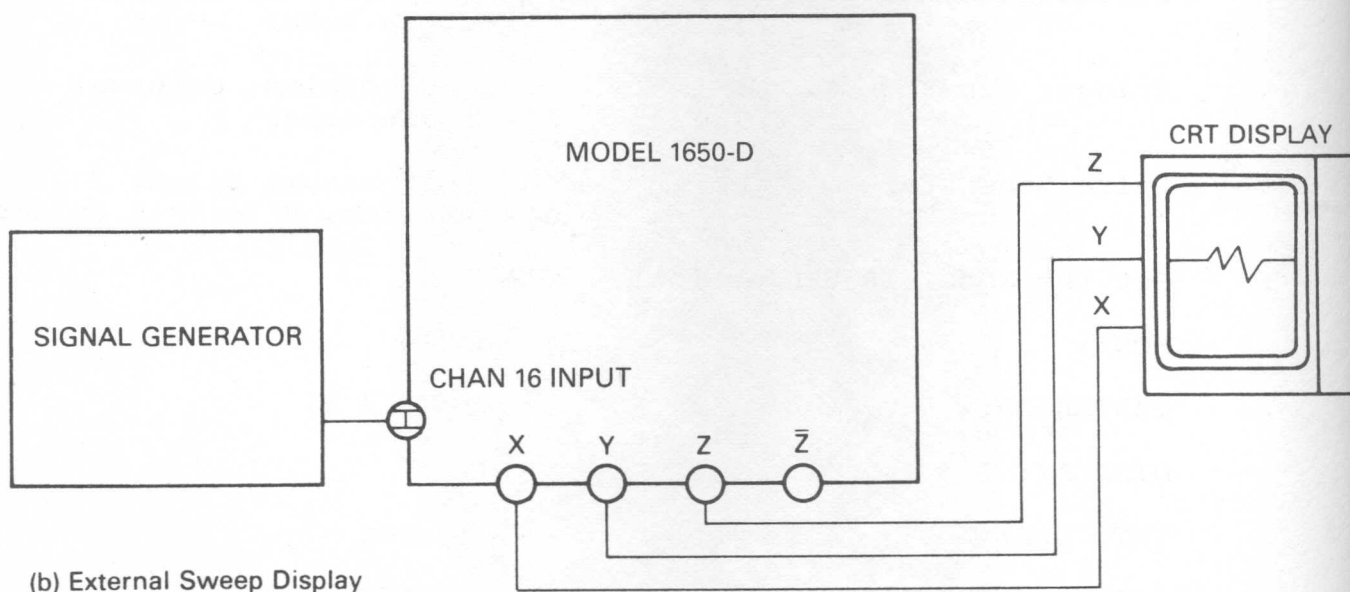 MODEL 1650-D
CRT DISPLAY
Z
Y
X
SIGNAL GENERATOR
CHAN 16 INPUT
X Y Z Z̅
(b) External Sweep Display